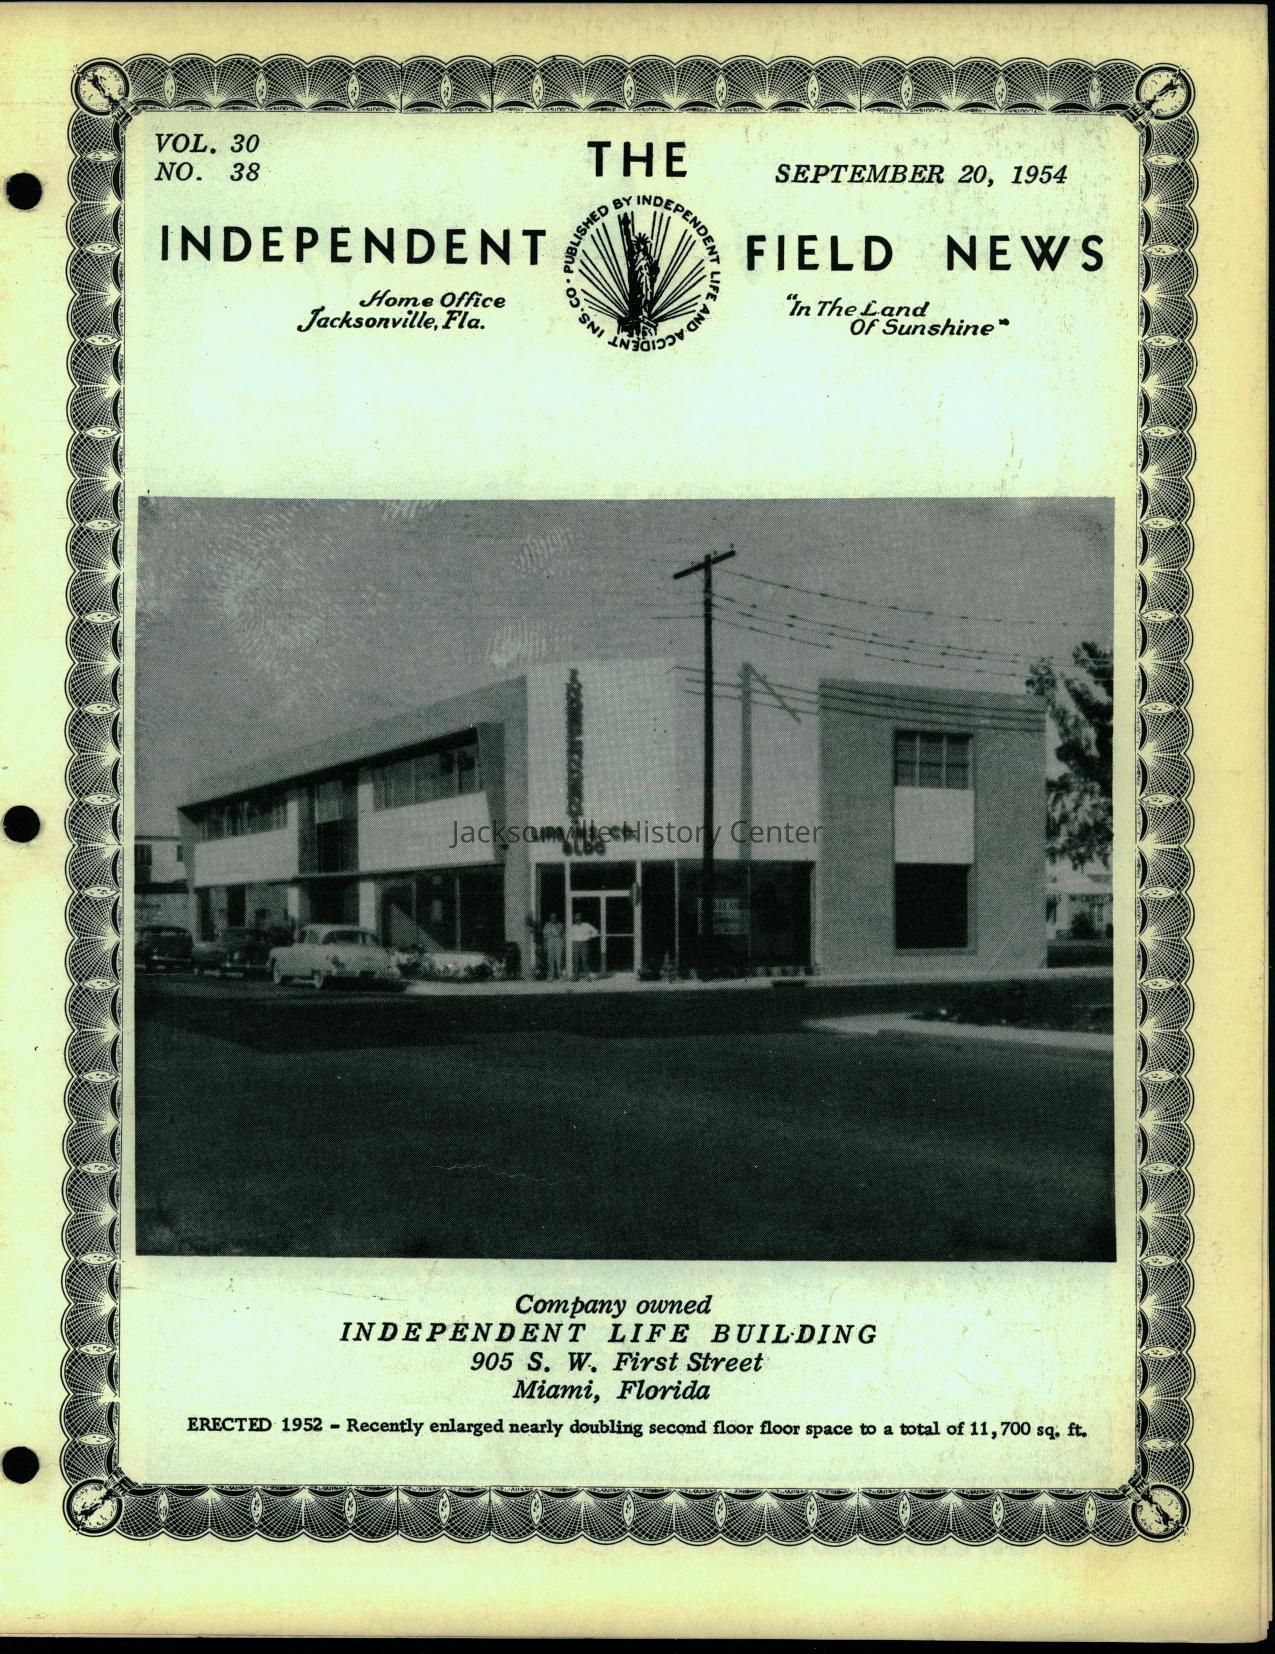 VOL. 30
NO. 38
THE
SEPTEMBER 20, 1954
INDEPENDENT
FIELD NEWS
PUBLISHED BY INDEPENDENT LIFE AND ACCIDENT INS. CO.
Home Office
Jacksonville, Fla.
"In The Land
Of Sunshine"
BLDG
Jacksonville History Center
Company owned
INDEPENDENT LIFE BUILDING
905 S. W. First Street
Miami, Florida
ERECTED 1952 - Recently enlarged nearly doubling second floor floor space to a total of 11,700 sq. ft.